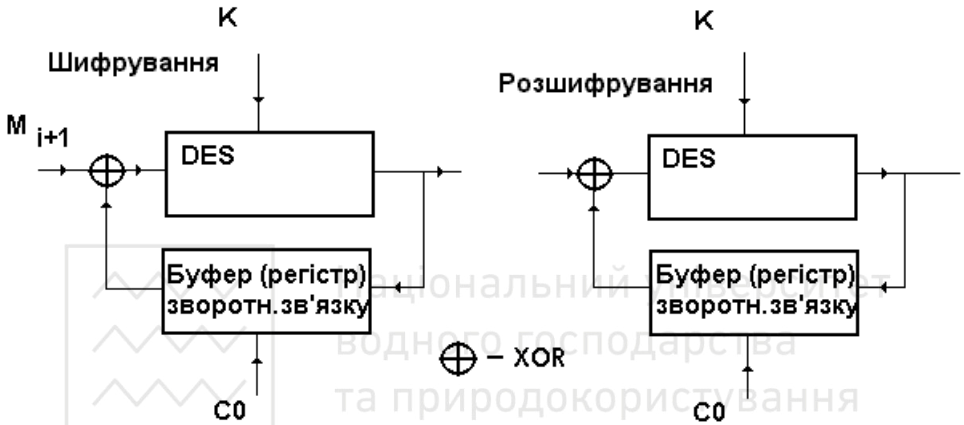 K
Шифрування
M i+1
DES
Буфер (регістр)
зворотн.зв'язку
C0
K
Розшифрування
DES
Буфер (регістр)
зворотн.зв'язку
C0
⊕ – XOR
Національний університет
водного господарства
та природокористування